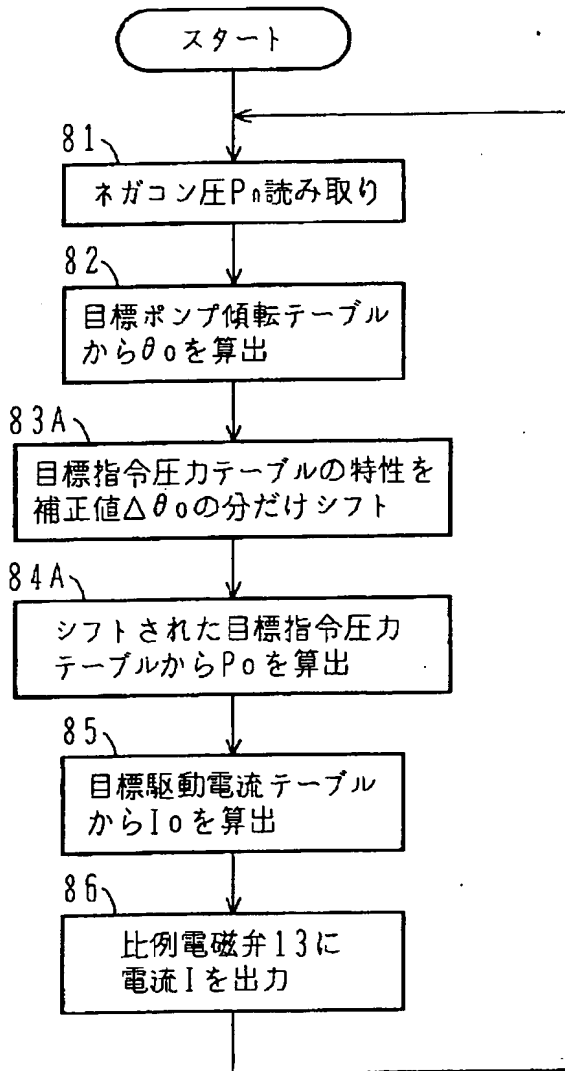 スタート
81
ネガコン圧Pn読み取り
82
目標ポンプ傾転テーブル
からθoを算出
83A
目標指令圧力テーブルの特性を
補正値△θoの分だけシフト
84A
シフトされた目標指令圧力
テーブルからPoを算出
85
目標駆動電流テーブル
からIoを算出
86
比例電磁弁13に
電流Iを出力